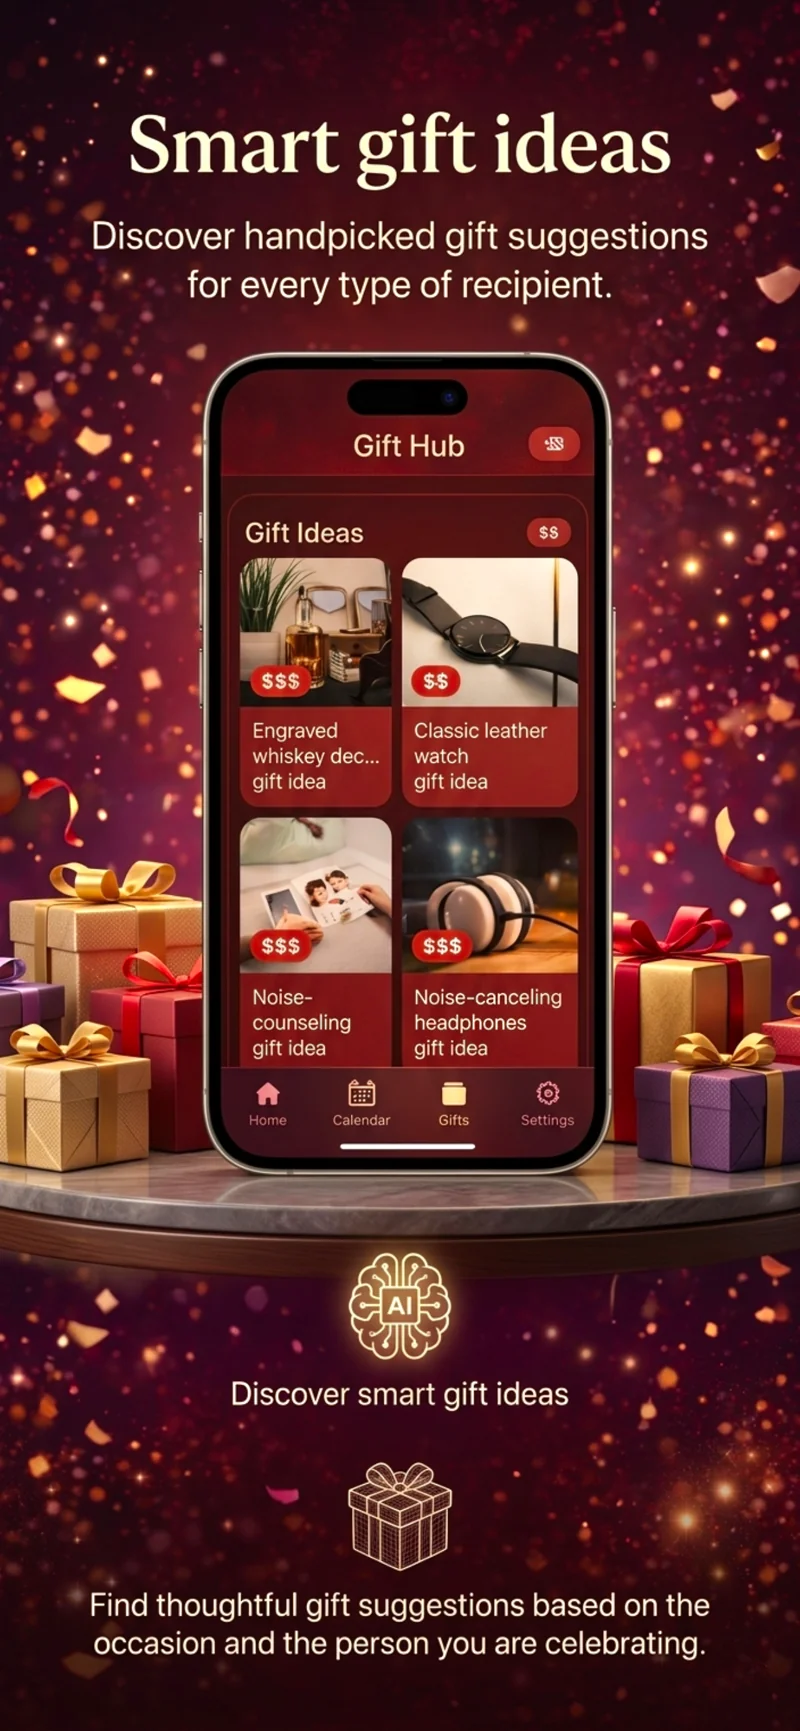 Smart gift ideas
Discover handpicked gift suggestions
for every type of recipient.
Gift Hub
Gift Ideas
$$
$$$
$$
Engraved
whiskey dec...
gift idea
Classic leather
watch
gift idea
$$$
$$$
Noise-
counseling
gift idea
Noise-canceling
headphones
gift idea
Home
Calendar
Gifts
Settings
AI
Discover smart gift ideas
Find thoughtful gift suggestions based on the
occasion and the person you are celebrating.